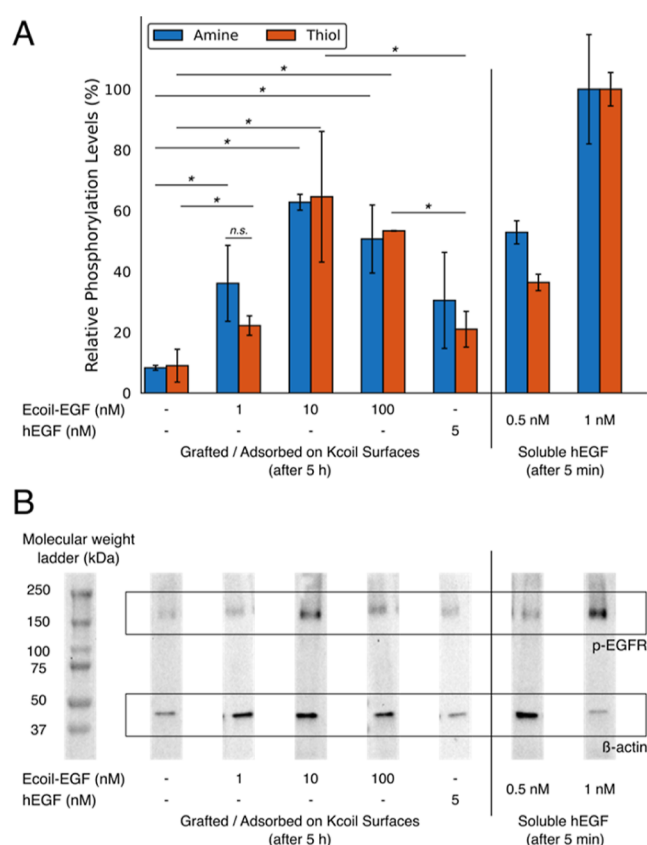 A
Amine Thiol
Relative Phosphorylation Levels (%)
100
80
60
40
20
0
*
*
*
*
*
*
*
*
n.s.
Ecoil-EGF (nM) - 1 10 100 - 0.5 nM 1 nM
hEGF (nM) - - - - 5
Grafted / Adsorbed on Kcoil Surfaces Soluble hEGF
(after 5 h) (after 5 min)
B
Molecular weight
ladder (kDa)
250
150
100
75
50
37
p-EGFR
ß-actin
Ecoil-EGF (nM) - 1 10 100 - 0.5 nM 1 nM
hEGF (nM) - - - - 5
Grafted / Adsorbed on Kcoil Surfaces Soluble hEGF
(after 5 h) (after 5 min)